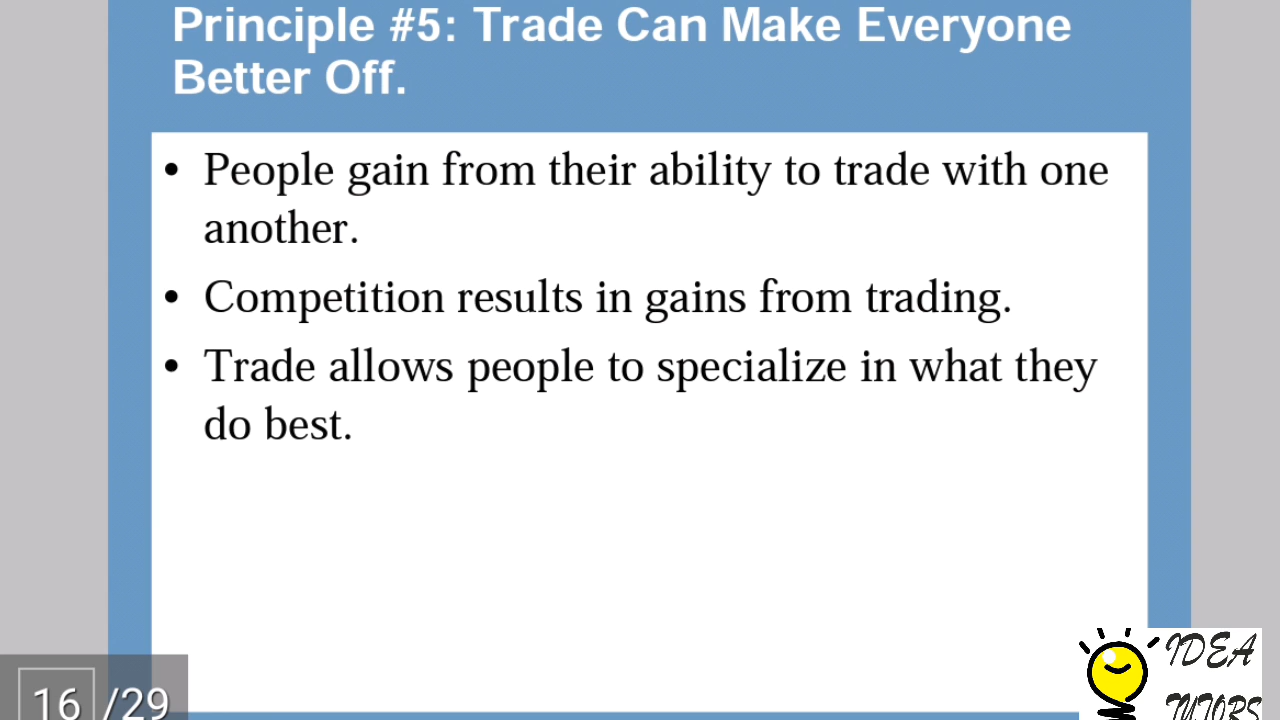 Principle #5: Trade Can Make Everyone
Better Off.
• People gain from their ability to trade with one
another.
• Competition results in gains from trading.
• Trade allows people to specialize in what they
do best.
16 /29
IDEA
TUTORS